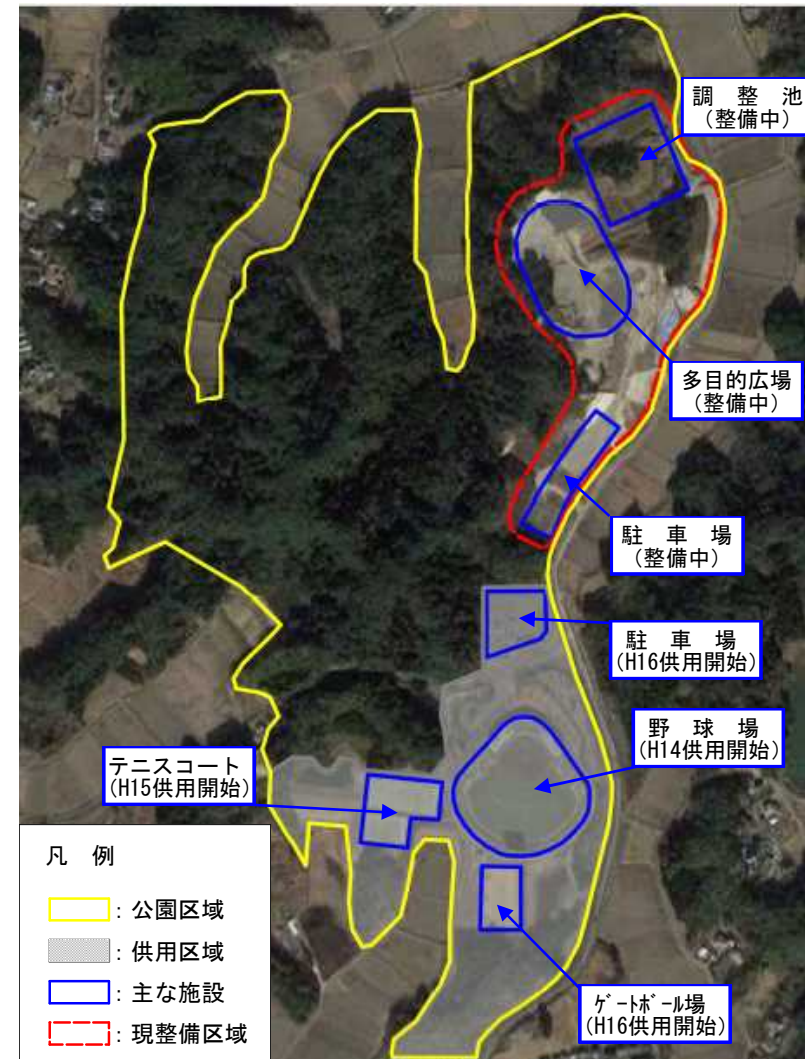 調 整 池
(整備中)
多目的広場
(整備中)
駐 車 場
(整備中)
駐 車 場
(H16供用開始)
野 球 場
(H14供用開始)
テニスコート
(H15供用開始)
ｹﾞｰﾄﾎﾞｰﾙ場
(H16供用開始)
凡 例
：公園区域
：供用区域
：主な施設
：現整備区域